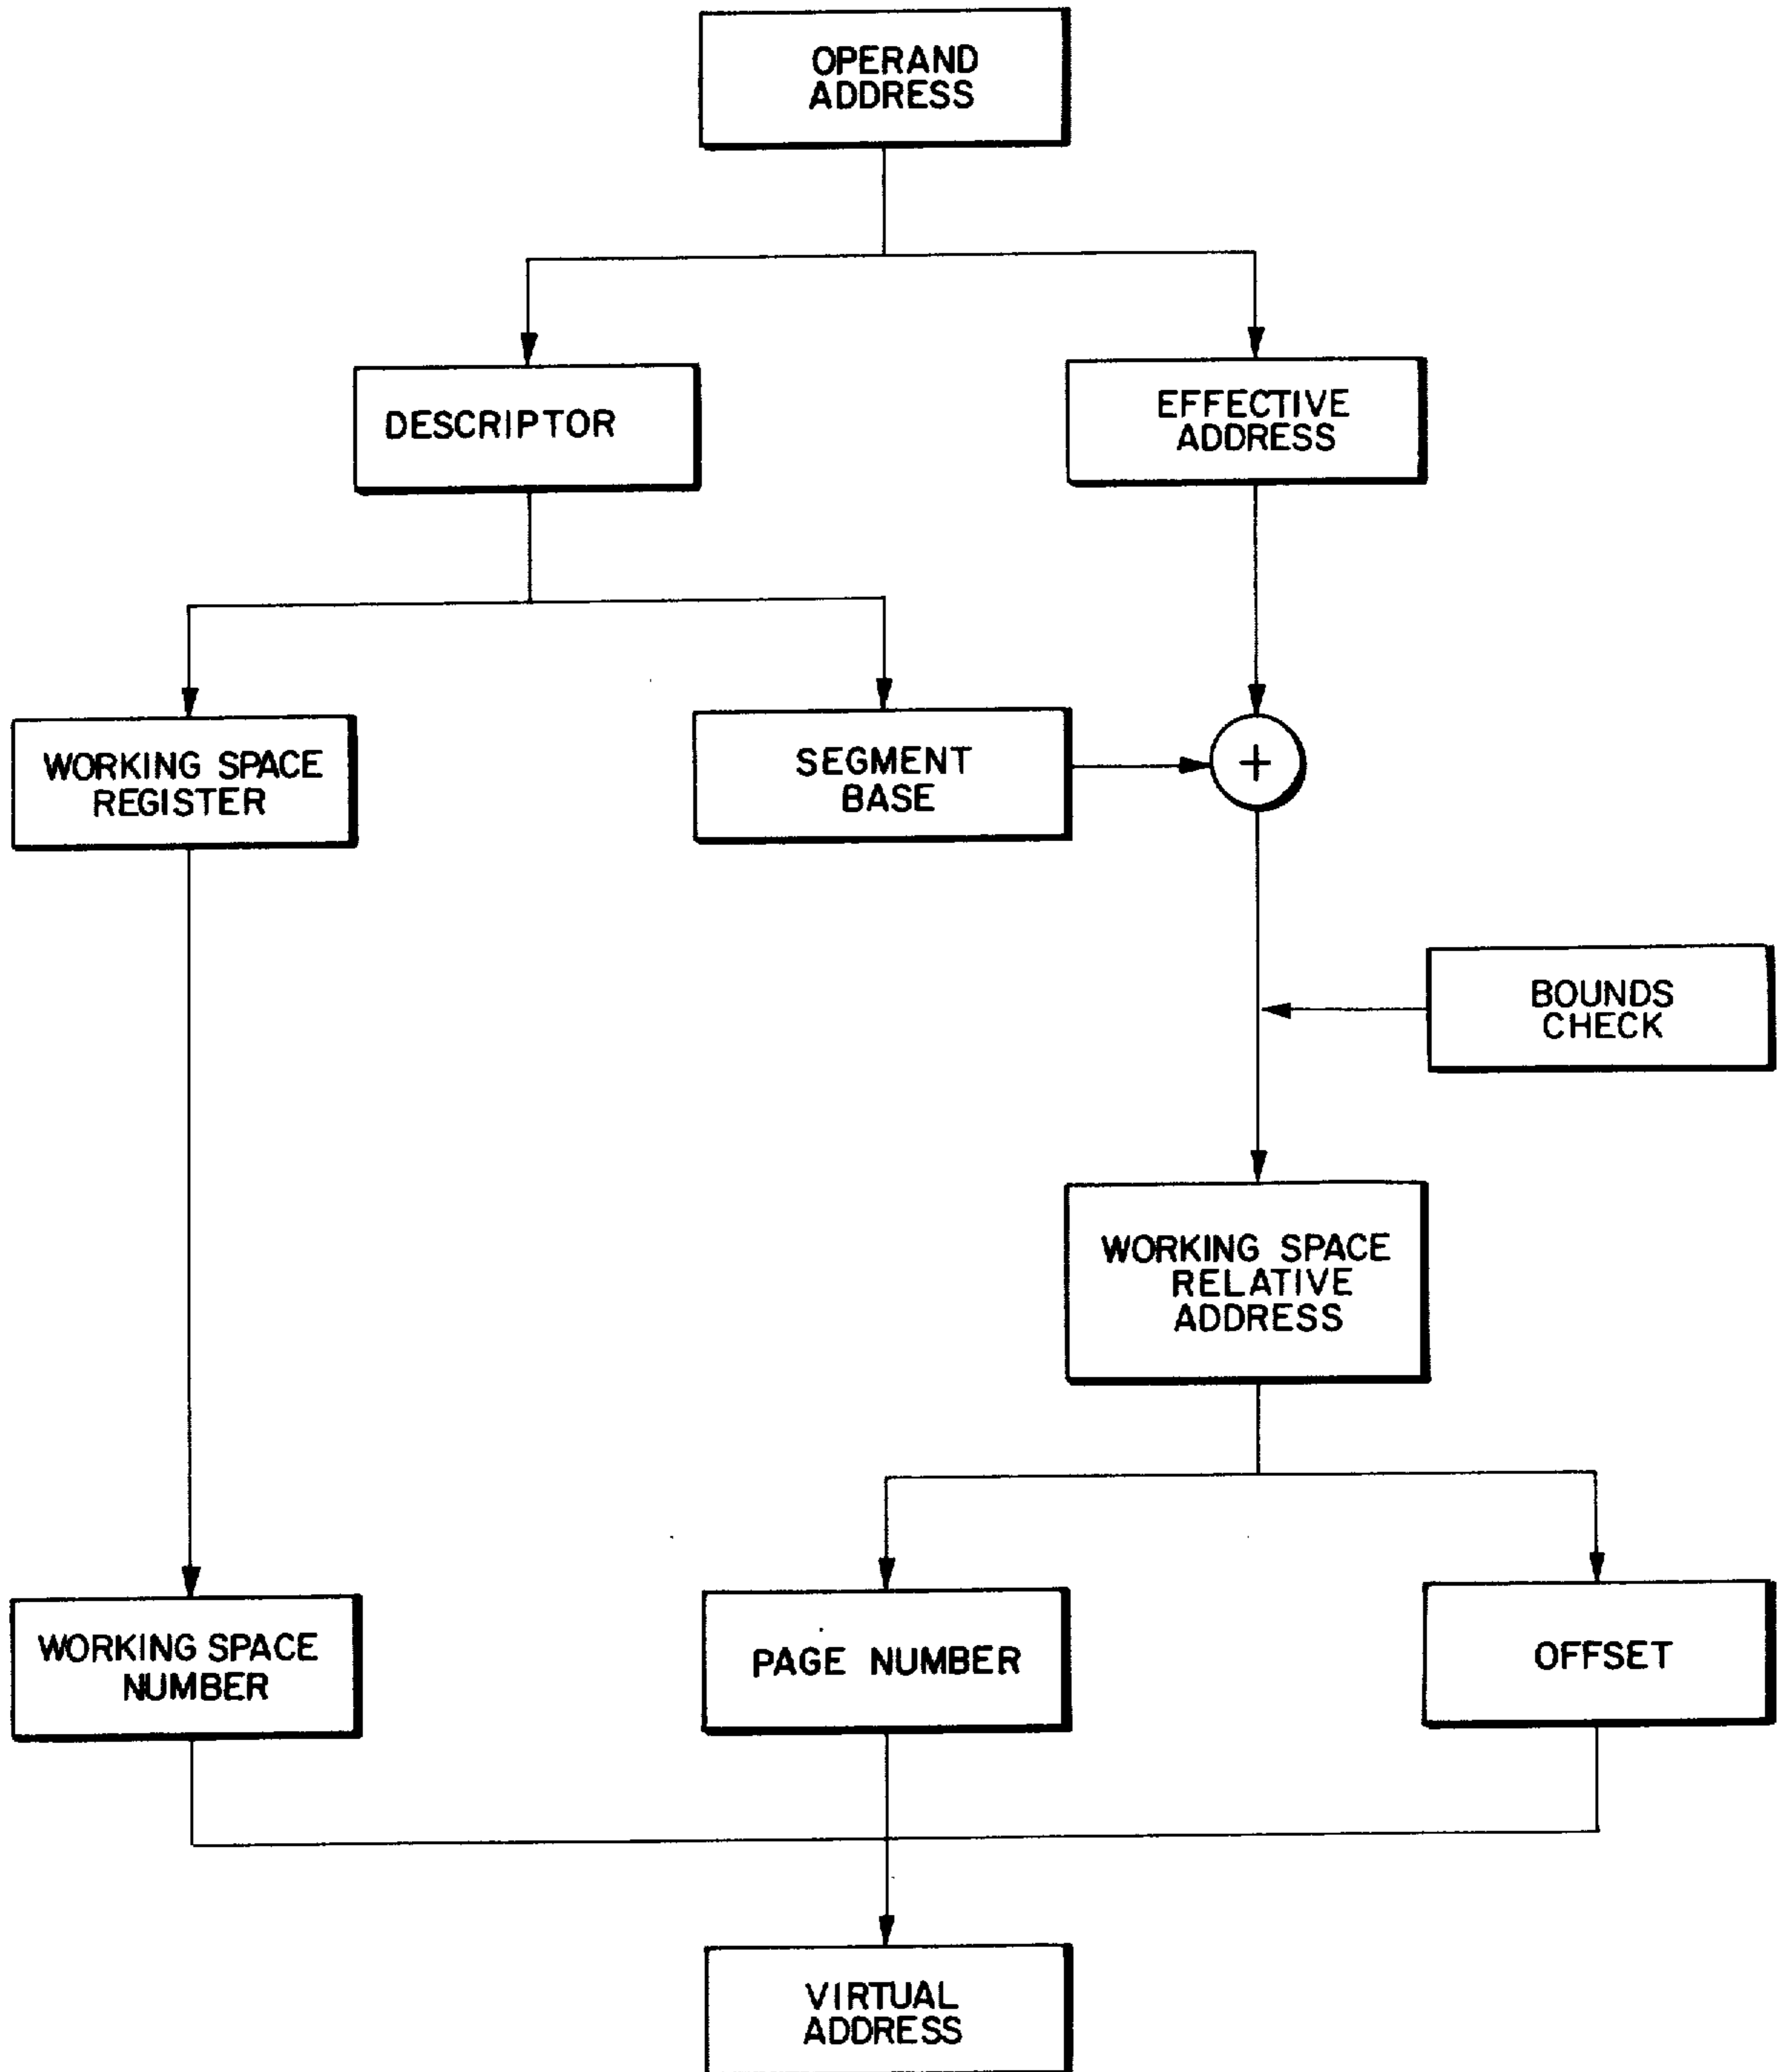 OPERAND
ADDRESS
DESCRIPTOR
EFFECTIVE
ADDRESS
WORKING SPACE
REGISTER
SEGMENT
BASE
+
BOUNDS
CHECK
WORKING SPACE
RELATIVE
ADDRESS
WORKING SPACE
NUMBER
PAGE NUMBER
OFFSET
VIRTUAL
ADDRESS